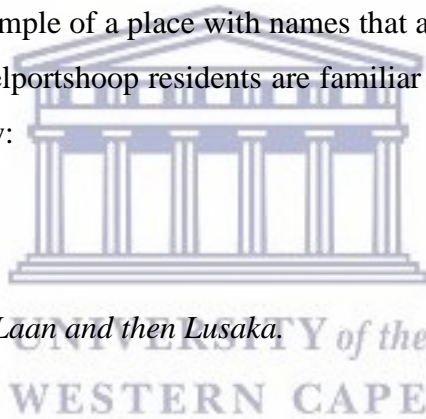 mple of a place with names that a
elportshoop residents are familiar
:
Laan and then Lusaka.
UNIVERSITY of the
WESTERN CAPE